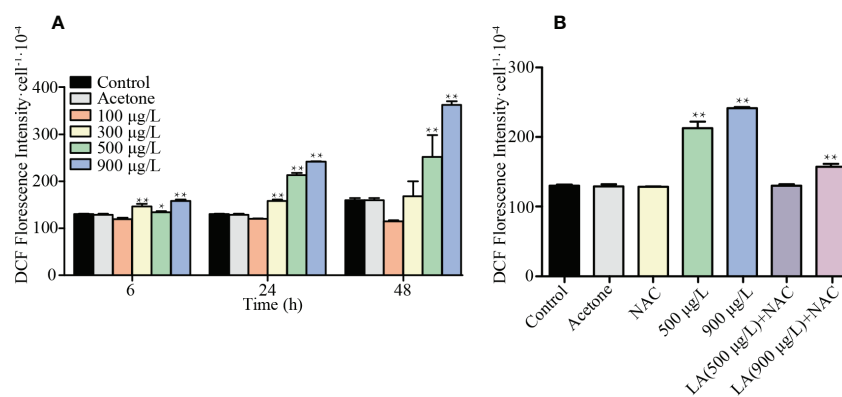 A
DCF Florescence Intensity·cell⁻¹·10⁻⁴
400
300
200
100
0
Control
Acetone
100 µg/L
300 µg/L
500 µg/L
900 µg/L
** * **
** ** **
** **
6 24 48
Time (h)
B
DCF Florescence Intensity·cell⁻¹·10⁻⁴
300
200
100
0
** ** **
Control
Acetone
NAC
500 µg/L
900 µg/L
LA(500 µg/L)+NAC
LA(900 µg/L)+NAC